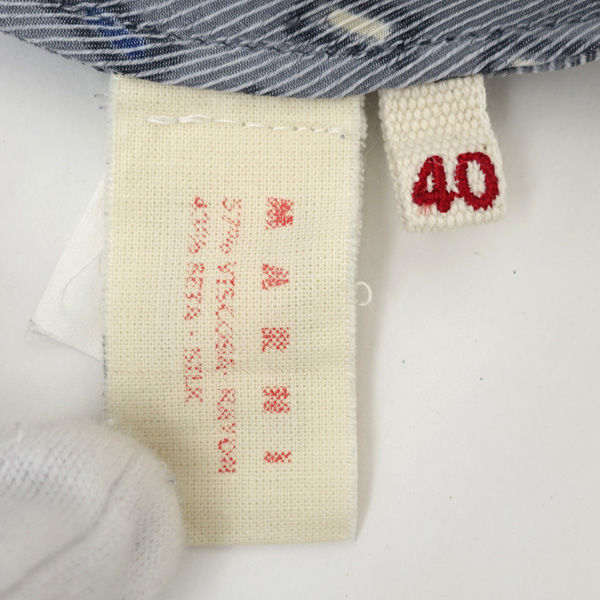 MARNI
57% VISCOSA · RAYON
43% SETA · SILK
40